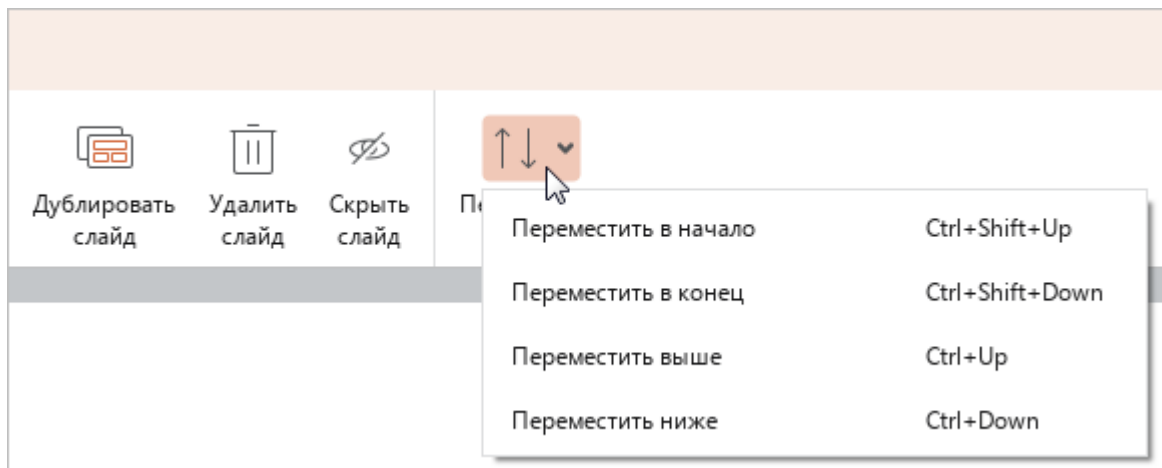 Дублировать
слайд
Удалить
слайд
Скрыть
слайд
Переместить в начало Ctrl+Shift+Up
Переместить в конец Ctrl+Shift+Down
Переместить выше Ctrl+Up
Переместить ниже Ctrl+Down